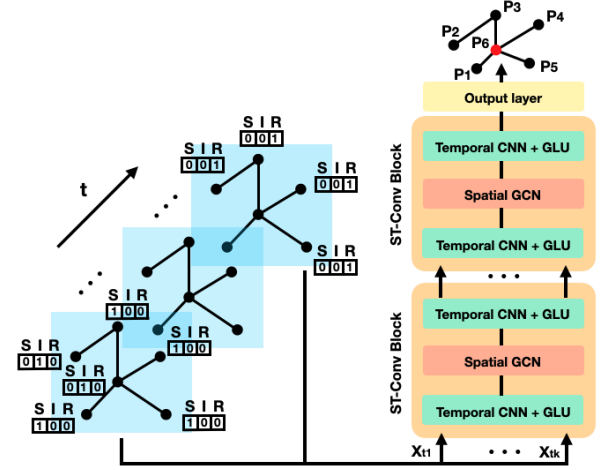 P3
P2
P4
P6
P1
P5
Output layer
Temporal CNN + GLU
Spatial GCN
Temporal CNN + GLU
ST-Conv Block
. . .
Temporal CNN + GLU
Spatial GCN
Temporal CNN + GLU
ST-Conv Block
Xt1
. . .
Xtk
t
. . .
. . .
S I R
0 0 1
S I R
0 0 1
S I R
0 0 1
S I R
0 0 1
S I R
1 0 0
S I R
0 1 0
S I R
0 1 0
S I R
1 0 0
S I R
1 0 0
S I R
1 0 0